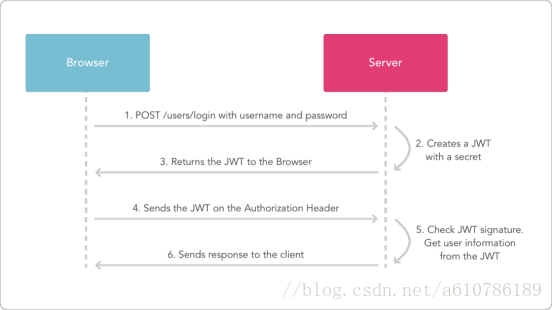 Browser
Server
1. POST /users/login with username and password
2. Creates a JWT
with a secret
3. Returns the JWT to the Browser
4. Sends the JWT on the Authorization Header
5. Check JWT signature.
Get user information
from the JWT
6. Sends response to the client
//blog.csdn.net/a610786189